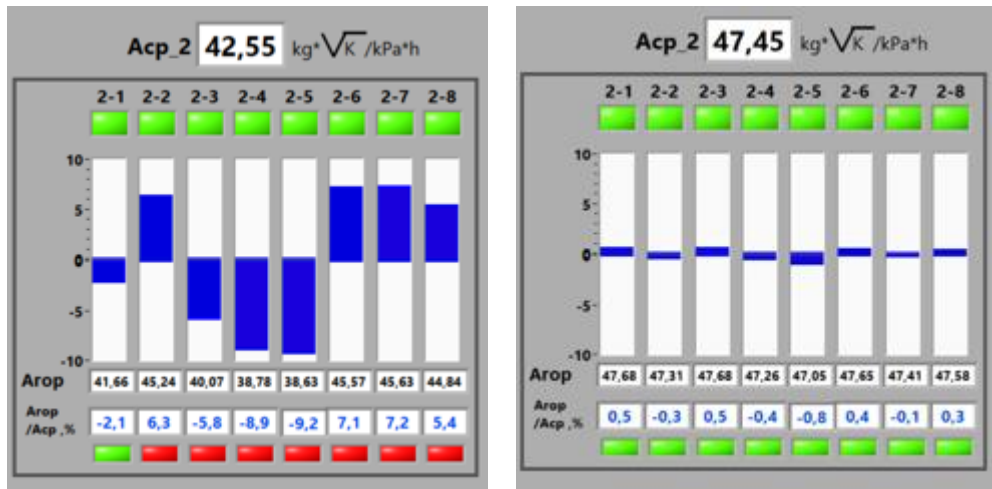 Acp_2 42,55 kg*√K /kPa*h
2-1 2-2 2-3 2-4 2-5 2-6 2-7 2-8
10
5
0
-5
-10
Агор 41,66 45,24 40,07 38,78 38,63 45,57 45,63 44,84
Агор
/Аср ,% -2,1 6,3 -5,8 -8,9 -9,2 7,1 7,2 5,4
Acp_2 47,45 kg*√K /kPa*h
2-1 2-2 2-3 2-4 2-5 2-6 2-7 2-8
10
5
0
-5
-10
Агор 47,68 47,31 47,68 47,26 47,05 47,65 47,41 47,58
Агор
/Аср ,% 0,5 -0,3 0,5 -0,4 -0,8 0,4 -0,1 0,3